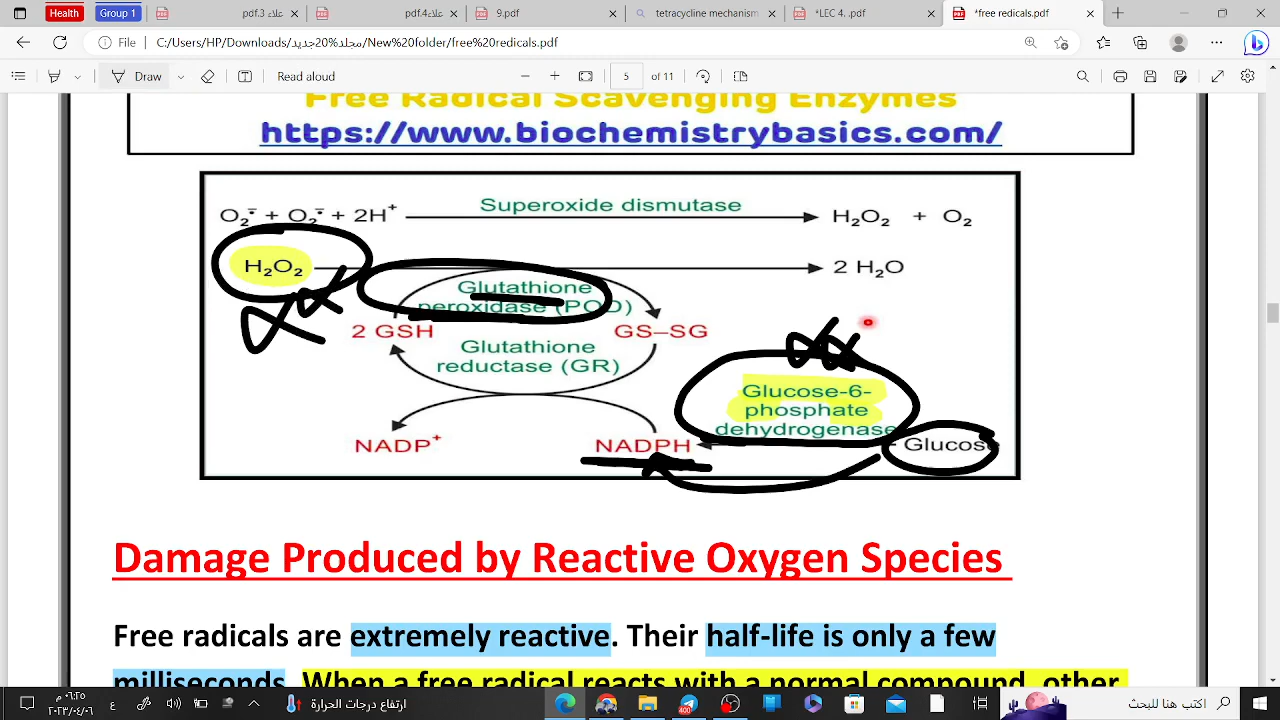 Health Group 1 علاء3.pdf علاء4.pdf 9.pdf tetracycline mechanism *LEC 4..pdf *free radicals.pdf
File C:/Users/HP/Downloads/مجلد%20جديد/New%20folder/free%20redicals.pdf
Draw Read aloud 5 of 11
Free Radical Scavenging Enzymes
https://www.biochemistrybasics.com/
O₂⁻• + O₂⁻• + 2H⁺ Superoxide dismutase H₂O₂ + O₂
H₂O₂ 2 H₂O
Glutathione
peroxidase (POD)
2 GSH GS–SG
Glutathione
reductase (GR)
Glucose-6-
phosphate
dehydrogenase
NADP⁺ NADPH Glucose
Damage Produced by Reactive Oxygen Species
Free radicals are extremely reactive. Their half-life is only a few
milliseconds. When a free radical reacts with a normal compound, other
400 ارتفاع درجات الحرارة اكتب هنا للبحث